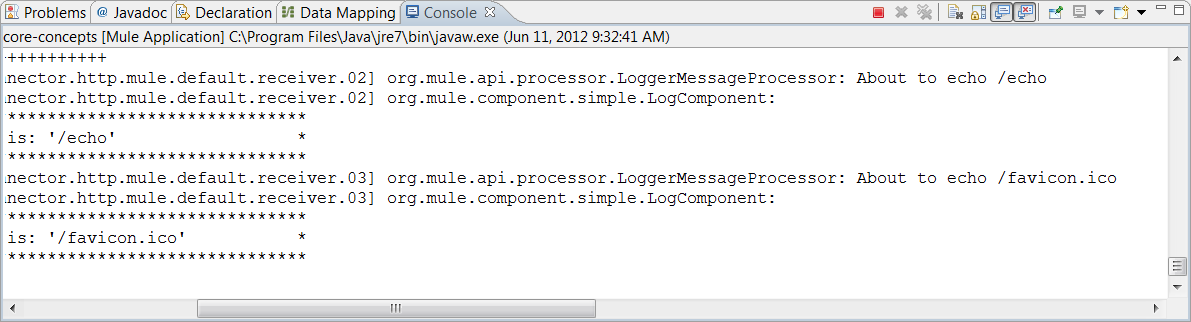 Problems @ Javadoc Declaration Data Mapping Console
core-concepts [Mule Application] C:\Program Files\Java\jre7\bin\javaw.exe (Jun 11, 2012 9:32:41 AM)
++++++++++
nnector.http.mule.default.receiver.02] org.mule.api.processor.LoggerMessageProcessor: About to echo /echo
nnector.http.mule.default.receiver.02] org.mule.component.simple.LogComponent:
******************************
is: '/echo' *
******************************
nnector.http.mule.default.receiver.03] org.mule.api.processor.LoggerMessageProcessor: About to echo /favicon.ico
nnector.http.mule.default.receiver.03] org.mule.component.simple.LogComponent:
******************************
is: '/favicon.ico' *
******************************